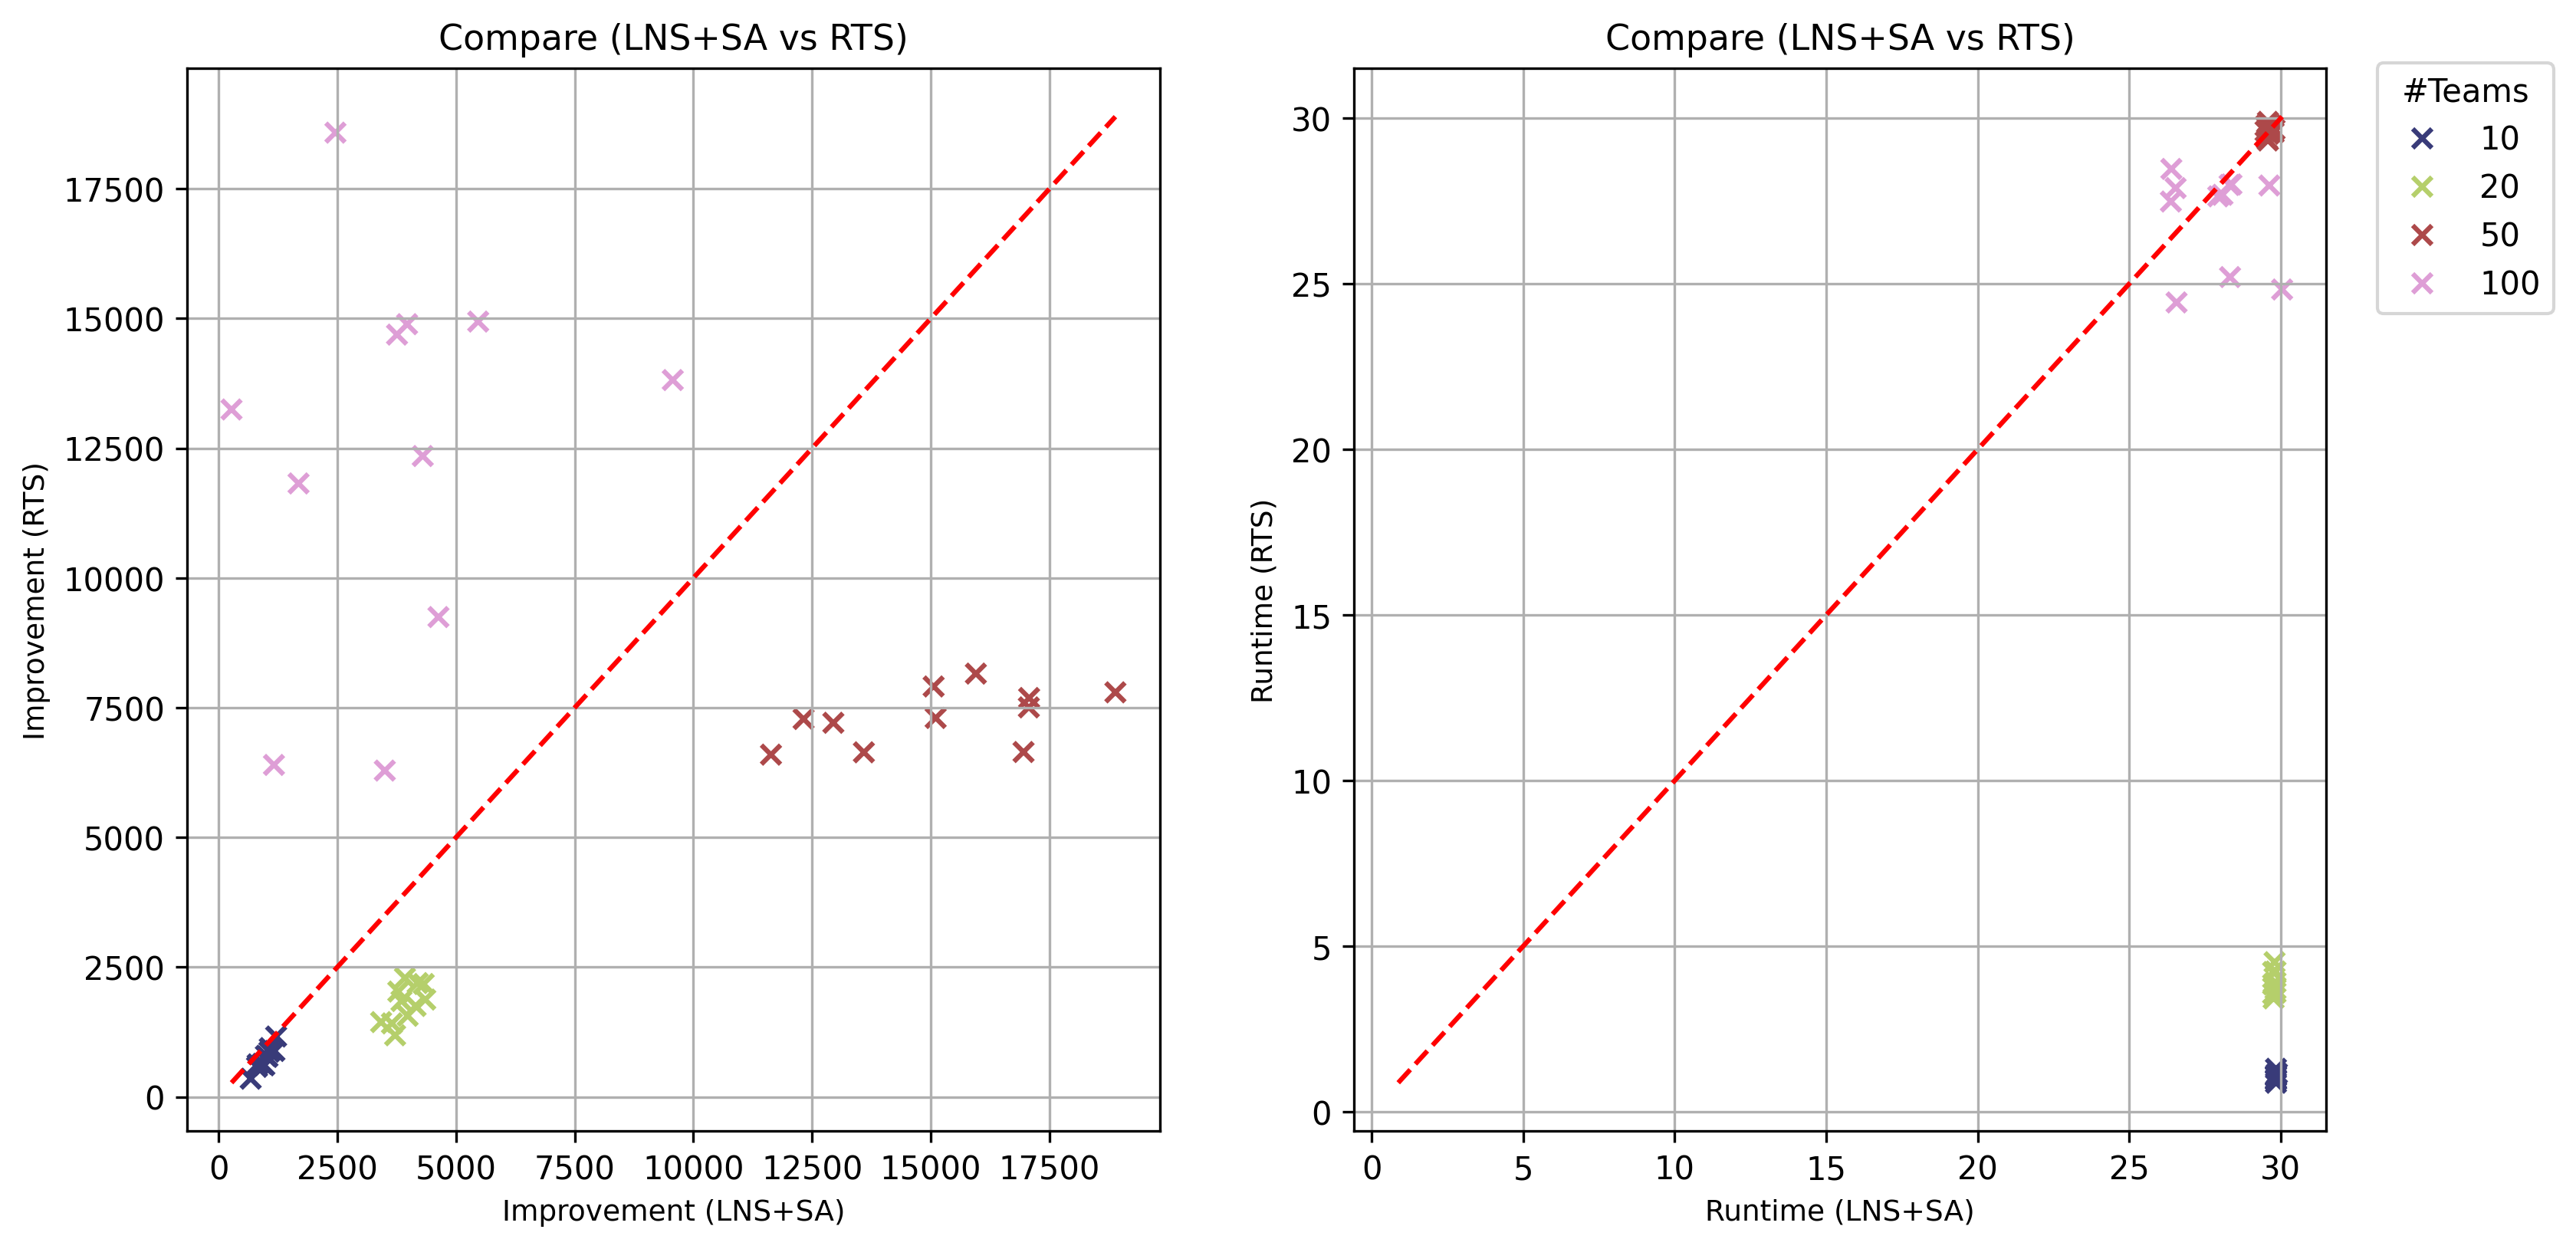 Compare (LNS+SA vs RTS)
Improvement (RTS)
17500
15000
12500
10000
7500
5000
2500
0
0 2500 5000 7500 10000 12500 15000 17500
Improvement (LNS+SA)
Compare (LNS+SA vs RTS)
Runtime (RTS)
30
25
20
15
10
5
0
0 5 10 15 20 25 30
Runtime (LNS+SA)
#Teams
10
20
50
100